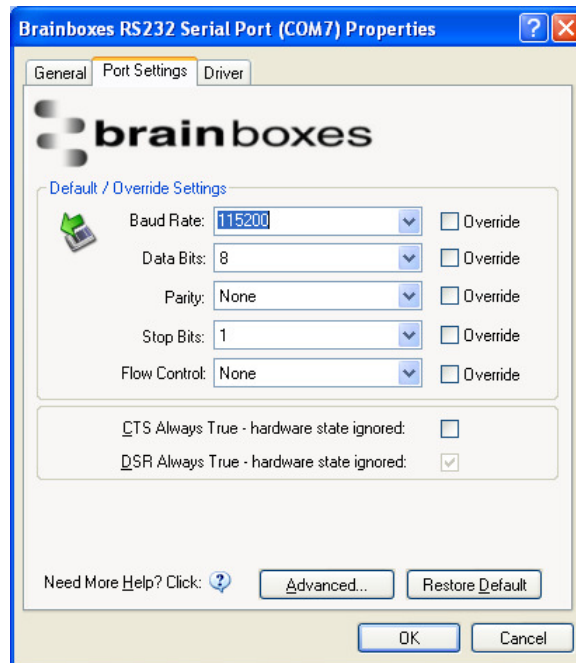 Brainboxes RS232 Serial Port (COM7) Properties
General Port Settings Driver
brainboxes
Default / Override Settings
Baud Rate: 115200 Override
Data Bits: 8 Override
Parity: None Override
Stop Bits: 1 Override
Flow Control: None Override
CTS Always True - hardware state ignored:
DSR Always True - hardware state ignored:
Need More Help? Click: ? Advanced... Restore Default
OK Cancel